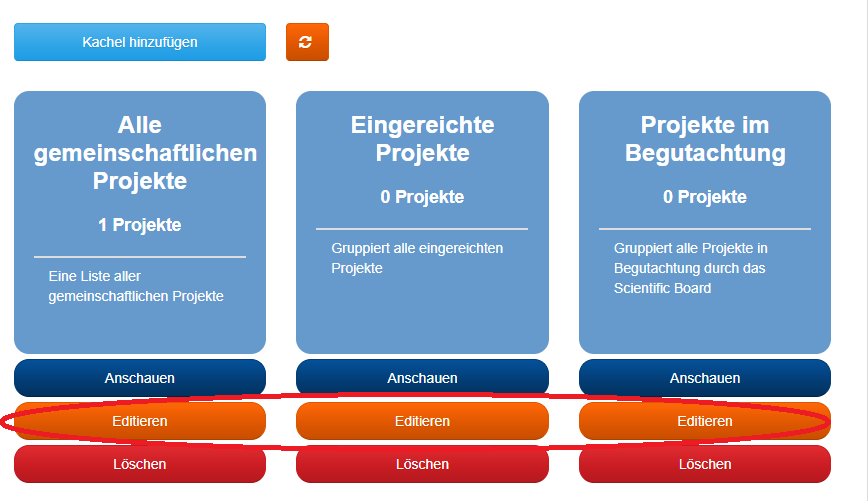 Kachel hinzufügen
Alle
gemeinschaftlichen
Projekte
1 Projekte
Eine Liste aller
gemeinschaftlichen Projekte
Anschauen
Editieren
Löschen
Eingereichte
Projekte
0 Projekte
Gruppiert alle eingereichten
Projekte
Anschauen
Editieren
Löschen
Projekte im
Begutachtung
0 Projekte
Gruppiert alle Projekte in
Begutachtung durch das
Scientific Board
Anschauen
Editieren
Löschen